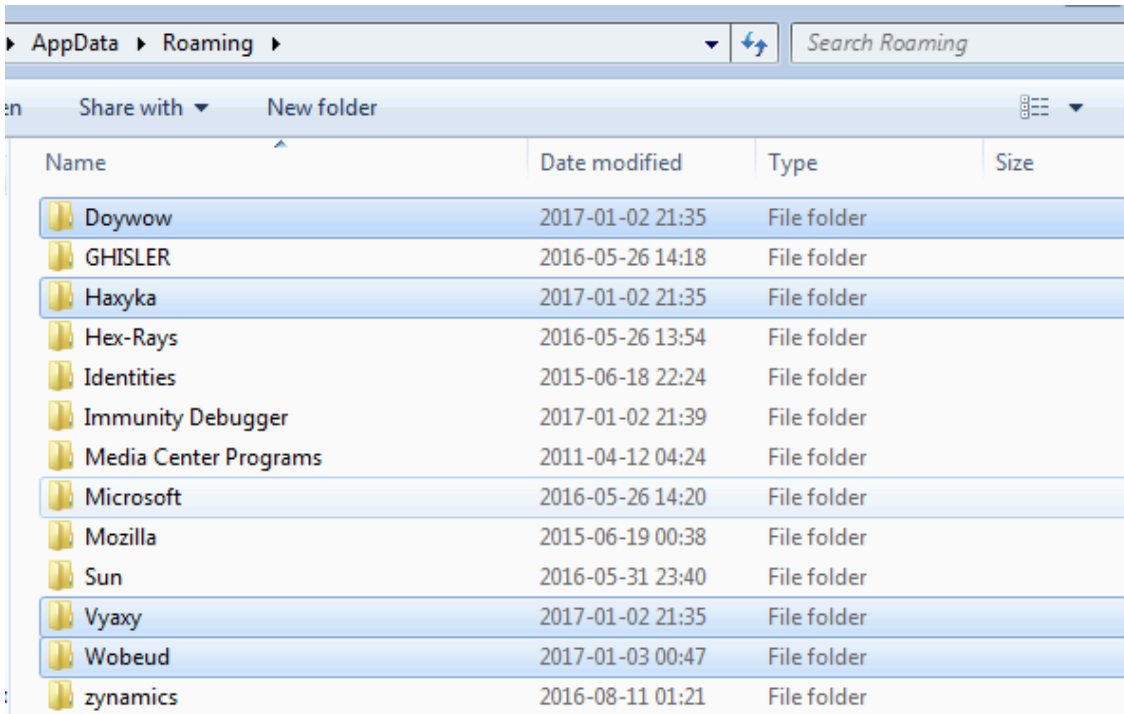 AppData Roaming Search Roaming
en Share with New folder
Name Date modified Type Size
Doywow 2017-01-02 21:35 File folder
GHISLER 2016-05-26 14:18 File folder
Haxyka 2017-01-02 21:35 File folder
Hex-Rays 2016-05-26 13:54 File folder
Identities 2015-06-18 22:24 File folder
Immunity Debugger 2017-01-02 21:39 File folder
Media Center Programs 2011-04-12 04:24 File folder
Microsoft 2016-05-26 14:20 File folder
Mozilla 2015-06-19 00:38 File folder
Sun 2016-05-31 23:40 File folder
Vyaxy 2017-01-02 21:35 File folder
Wobeud 2017-01-03 00:47 File folder
zynamics 2016-08-11 01:21 File folder